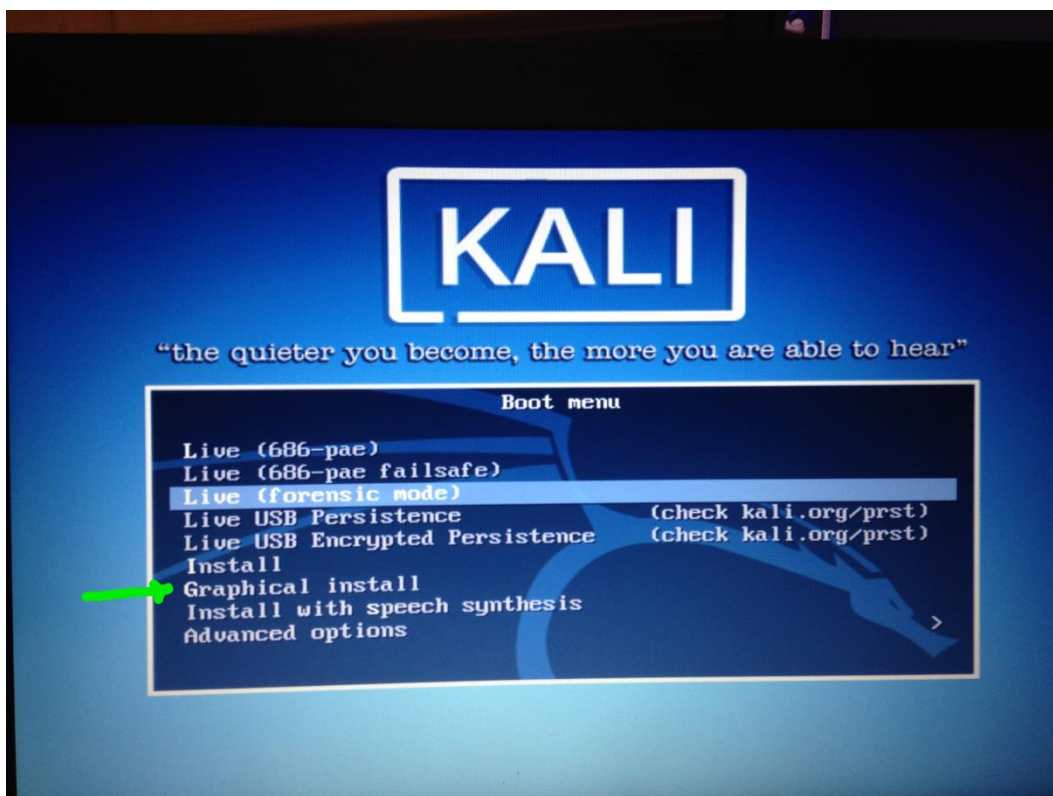 KALI
“the quieter you become, the more you are able to hear”
Boot menu
Live (686-pae)
Live (686-pae failsafe)
Live (forensic mode)
Live USB Persistence (check kali.org/prst)
Live USB Encrypted Persistence (check kali.org/prst)
Install
Graphical install
Install with speech synthesis
Advanced options >